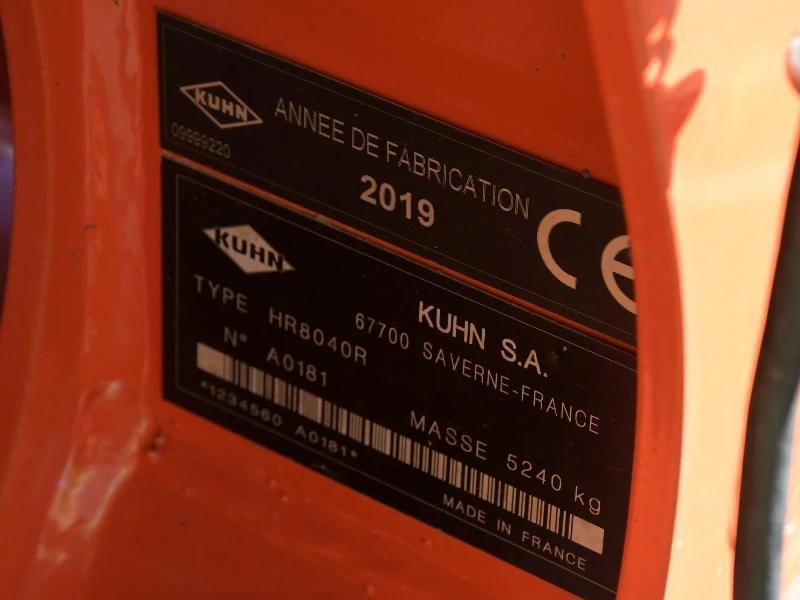 KUHN
ANNEE DE FABRICATION
09999220
2019
CE
KUHN
KUHN S.A.
TYPE HR8040R
67700 SAVERNE-FRANCE
N° A0181
MASSE 5240 kg
*1234560 A0181*
MADE IN FRANCE